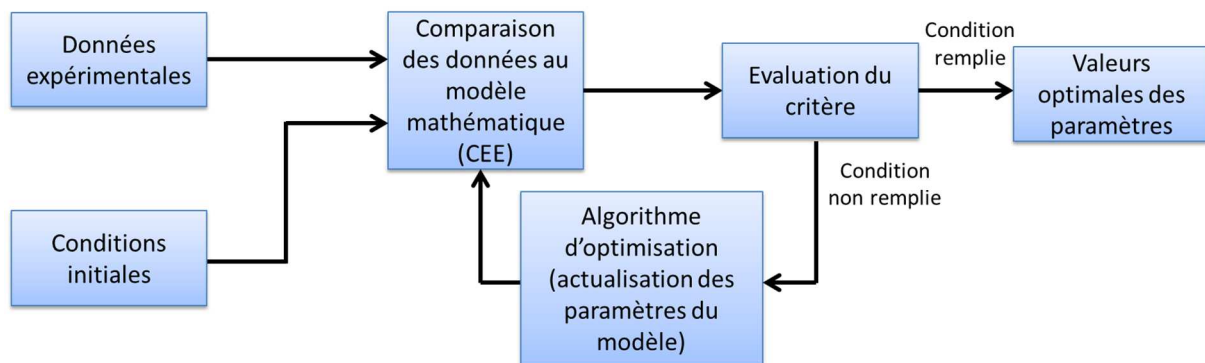 Données
expérimentales
Conditions
initiales
Comparaison
des données au
modèle
mathématique
(CEE)
Evaluation du
critère
Condition
remplie
Valeurs
optimales des
paramètres
Condition
non remplie
Algorithme
d'optimisation
(actualisation des
paramètres du
modèle)